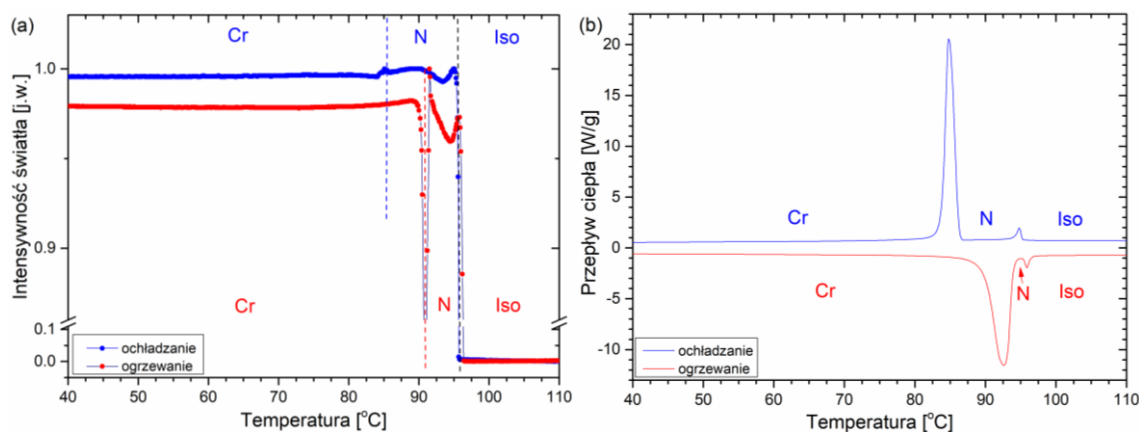 (a)
Cr N Iso
1.0
0.9
0.1
0.0
Intensywność światła [j.w.]
Cr N Iso
ochładzanie
ogrzewanie
40 50 60 70 80 90 100 110
Temperatura [°C]
(b)
20
15
10
5
0
-5
-10
Przepływ ciepła [W/g]
Cr N Iso
Cr N Iso
ochładzanie
ogrzewanie
40 50 60 70 80 90 100 110
Temperatura [°C]